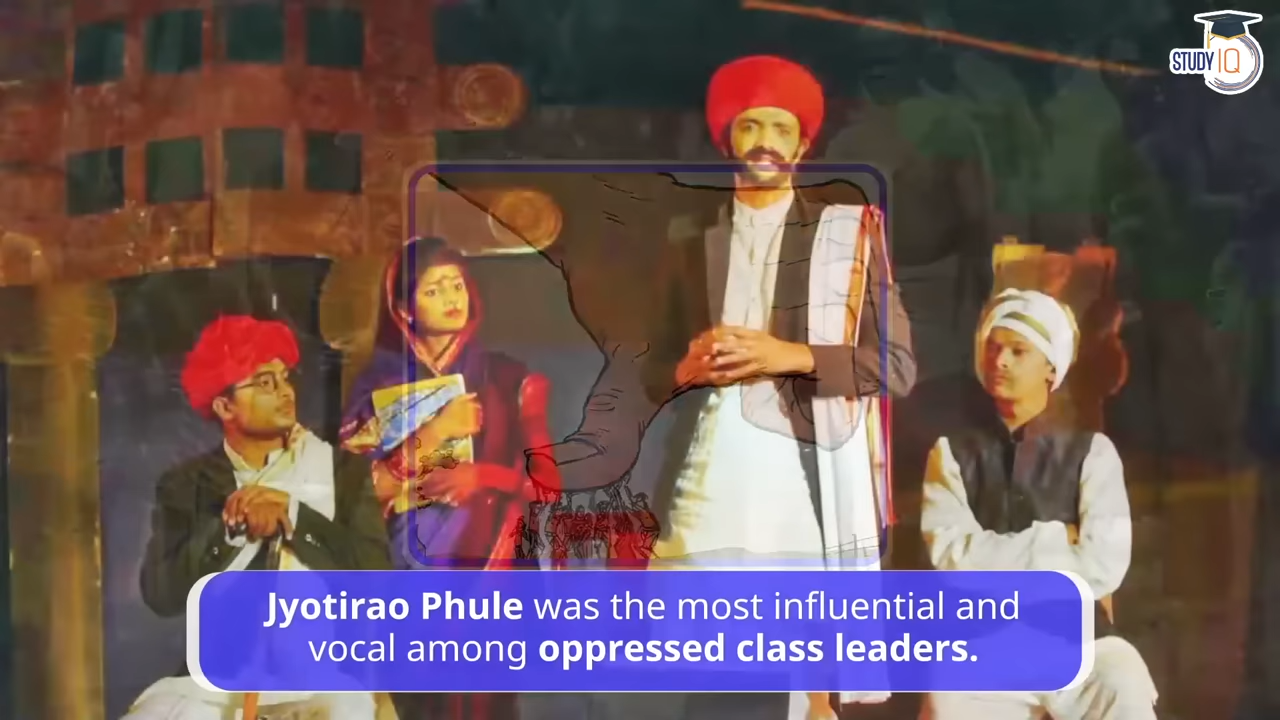 STUDY IQ
Jyotirao Phule was the most influential and
vocal among oppressed class leaders.